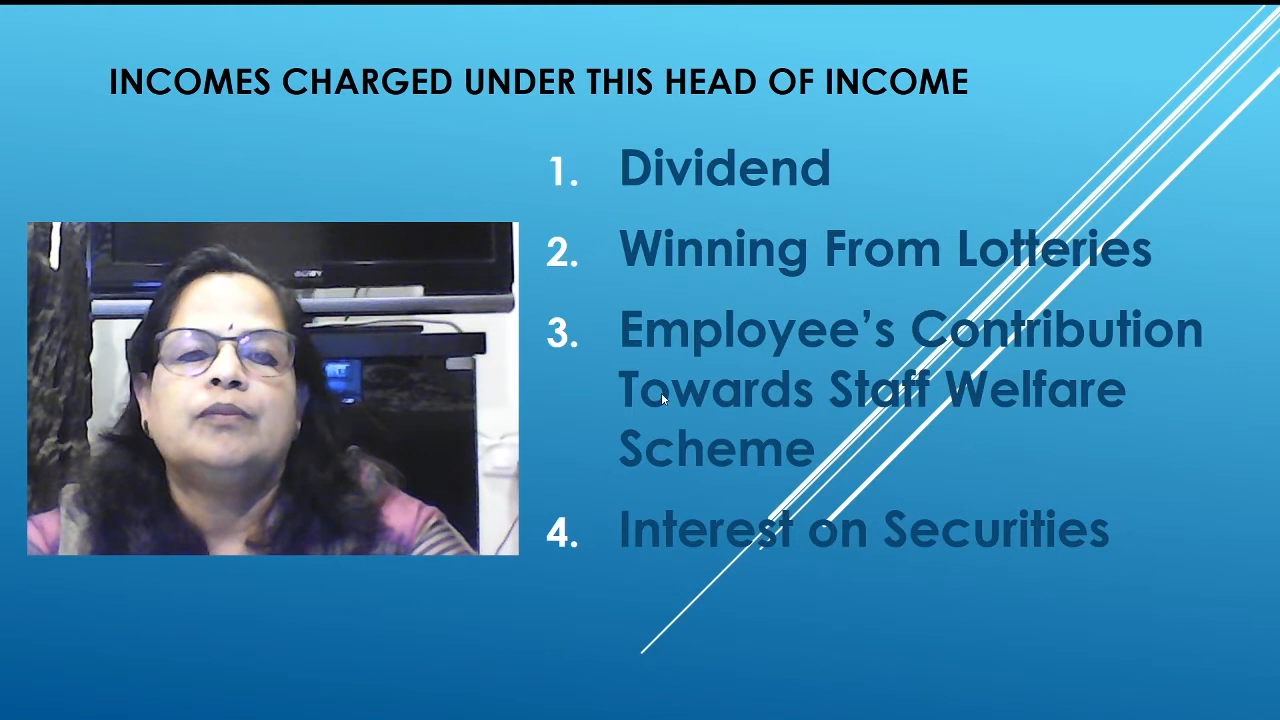 INCOMES CHARGED UNDER THIS HEAD OF INCOME
1. Dividend
2. Winning From Lotteries
3. Employee’s Contribution
Towards Staff Welfare
Scheme
4. Interest on Securities
SONY